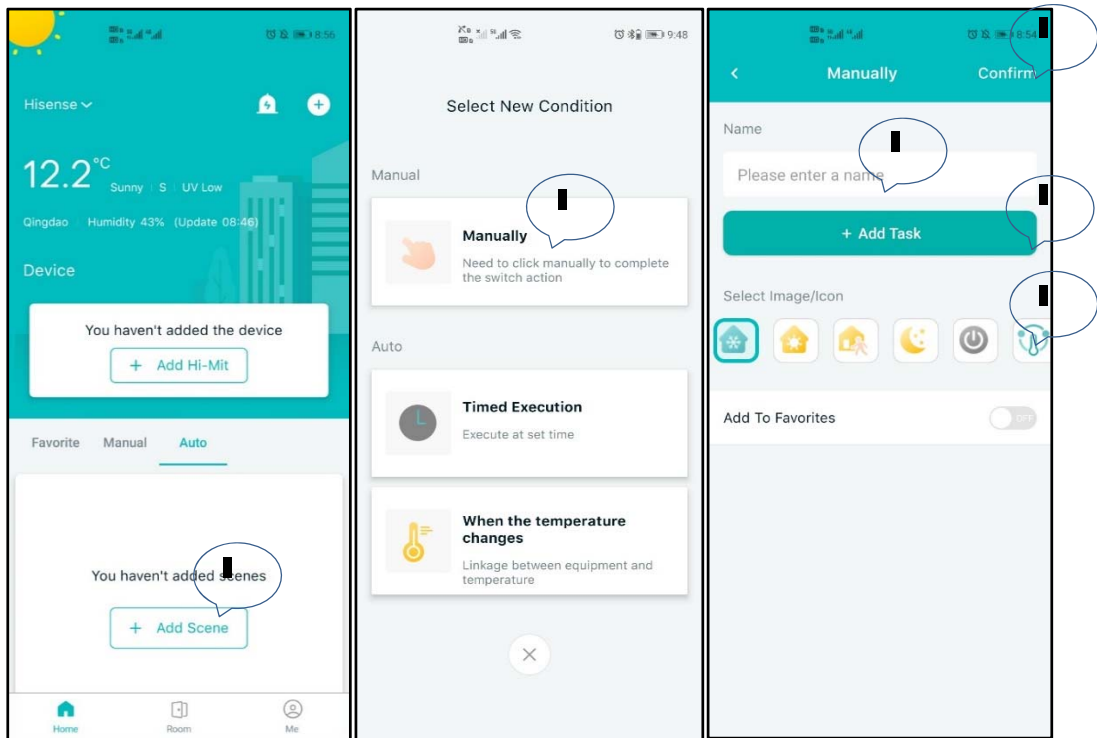 8:56
Hisense
12.2°C
Sunny S UV Low
Qingdao Humidity 43% (Update 08:46)
Device
You haven't added the device
+ Add Hi-Mit
Favorite Manual Auto
You haven't added scenes
+ Add Scene
Home Room Me
9:48
Select New Condition
Manual
Manually
Need to click manually to complete
the switch action
Auto
Timed Execution
Execute at set time
When the temperature
changes
Linkage between equipment and
temperature
8:54
Manually Confirm
Name
Please enter a name
+ Add Task
Select Image/Icon
Add To Favorites OFF